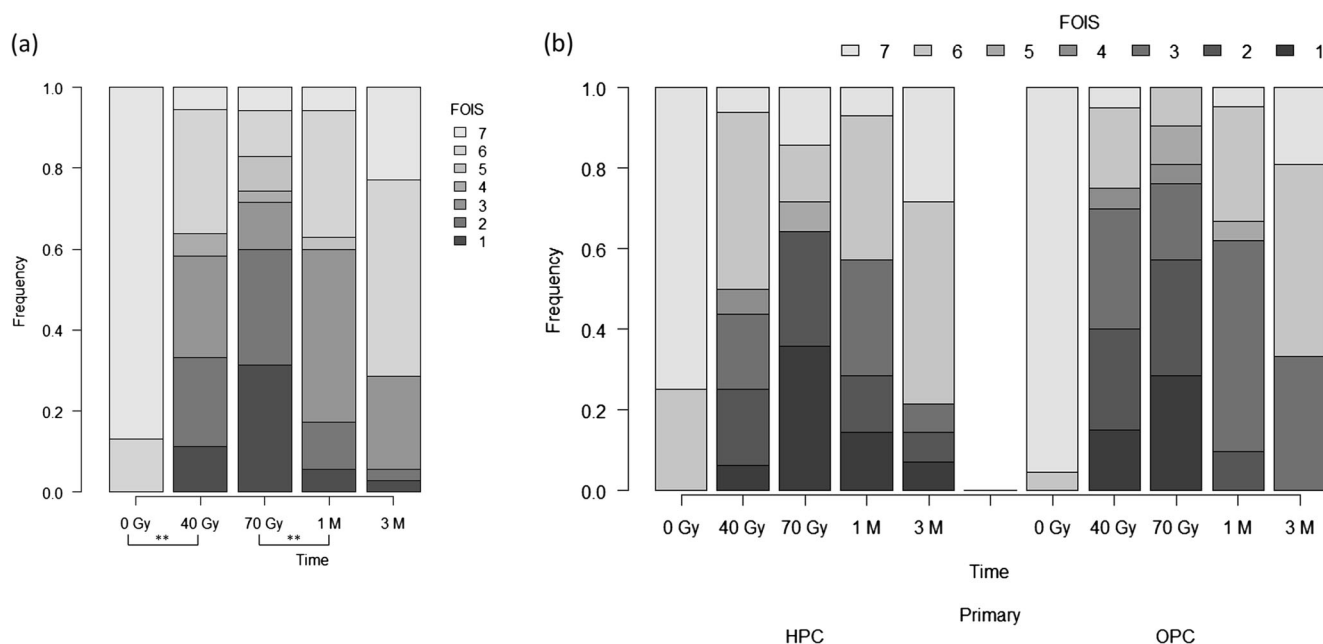 (a)
1.0
0.8
0.6
0.4
0.2
0.0
Frequency
0 Gy 40 Gy 70 Gy 1 M 3 M
** **
Time
FOIS
7
6
5
4
3
2
1
(b)
FOIS
7 6 5 4 3 2 1
1.0
0.8
0.6
0.4
0.2
0.0
Frequency
0 Gy 40 Gy 70 Gy 1 M 3 M 0 Gy 40 Gy 70 Gy 1 M 3 M
Time
Primary
HPC OPC